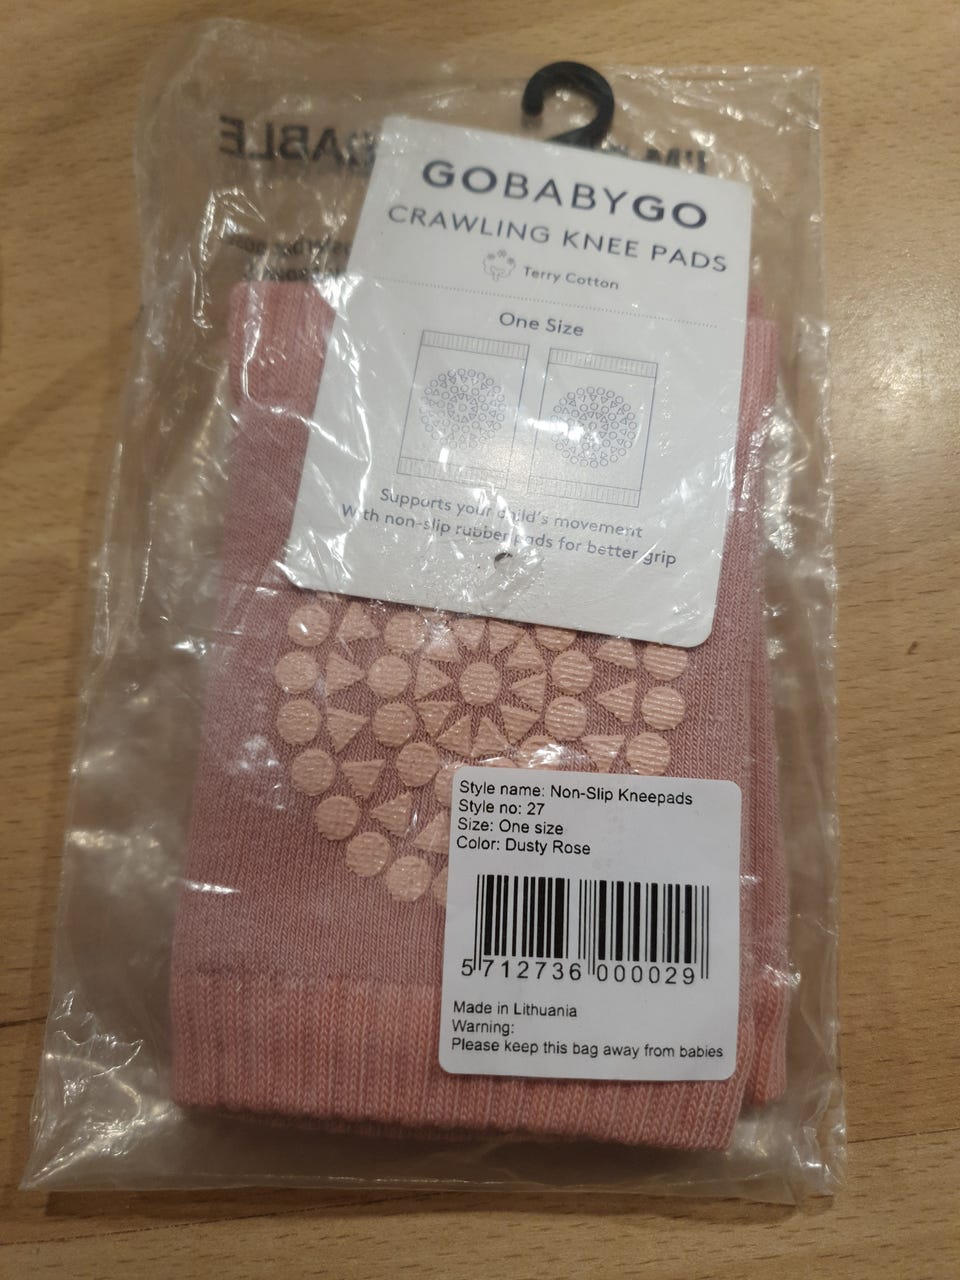 GOBABYGO
CRAWLING KNEE PADS
Terry Cotton
One Size
Supports your child's movement
With non-slip rubber pads for better grip
Style name: Non-Slip Kneepads
Style no: 27
Size: One size
Color: Dusty Rose
5 712736 000029
Made in Lithuania
Warning:
Please keep this bag away from babies